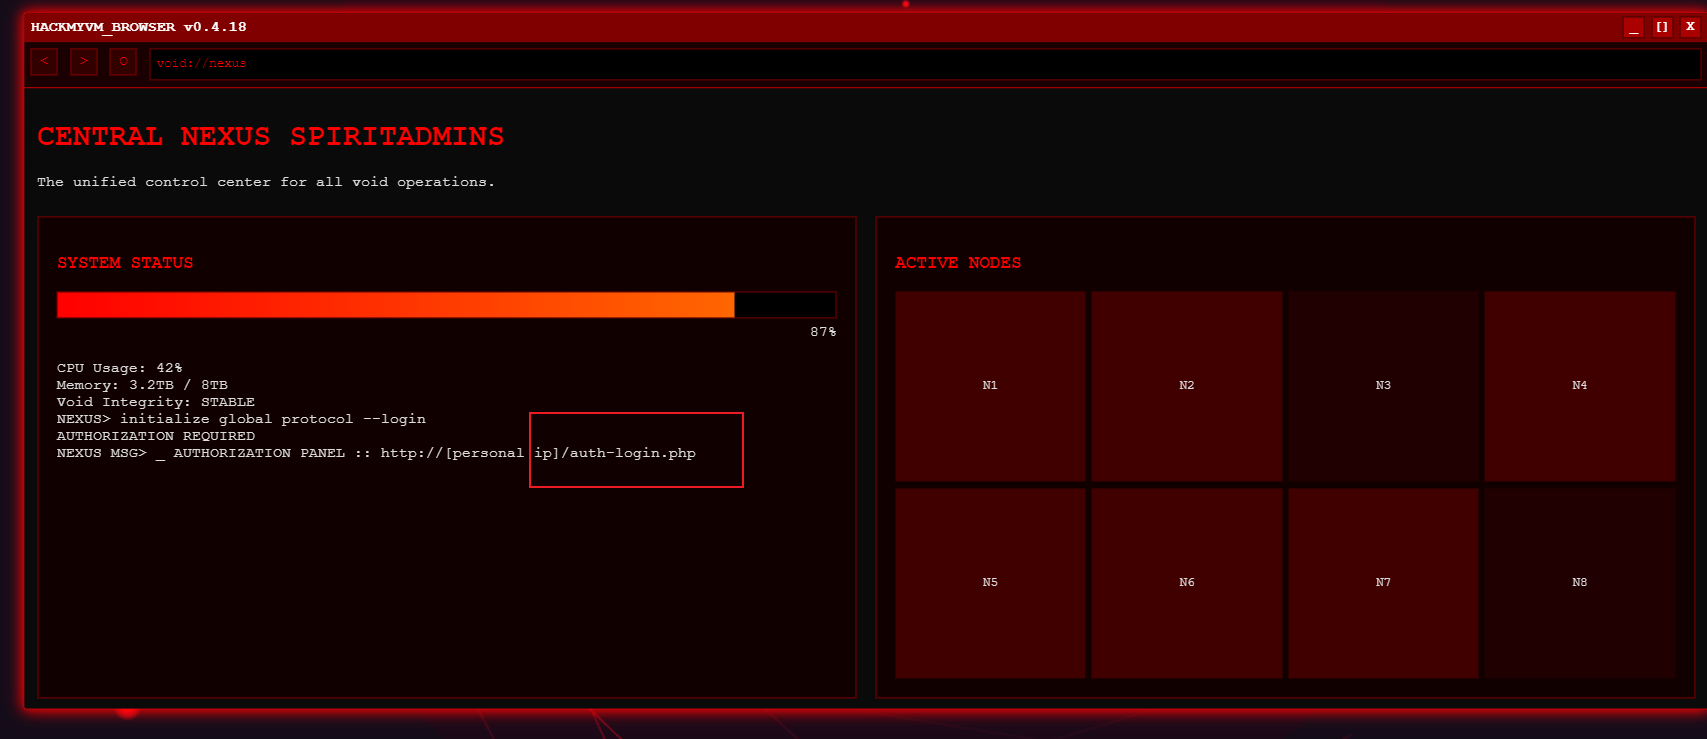 HACKMYVM_BROWSER v0.4.18
_ [] X
< > O void://nexus
CENTRAL NEXUS SPIRITADMINS
The unified control center for all void operations.
SYSTEM STATUS
87%
CPU Usage: 42%
Memory: 3.2TB / 8TB
Void Integrity: STABLE
NEXUS> initialize global protocol --login
AUTHORIZATION REQUIRED
NEXUS MSG> _ AUTHORIZATION PANEL :: http://[personal ip]/auth-login.php
ACTIVE NODES
N1 N2 N3 N4
N5 N6 N7 N8